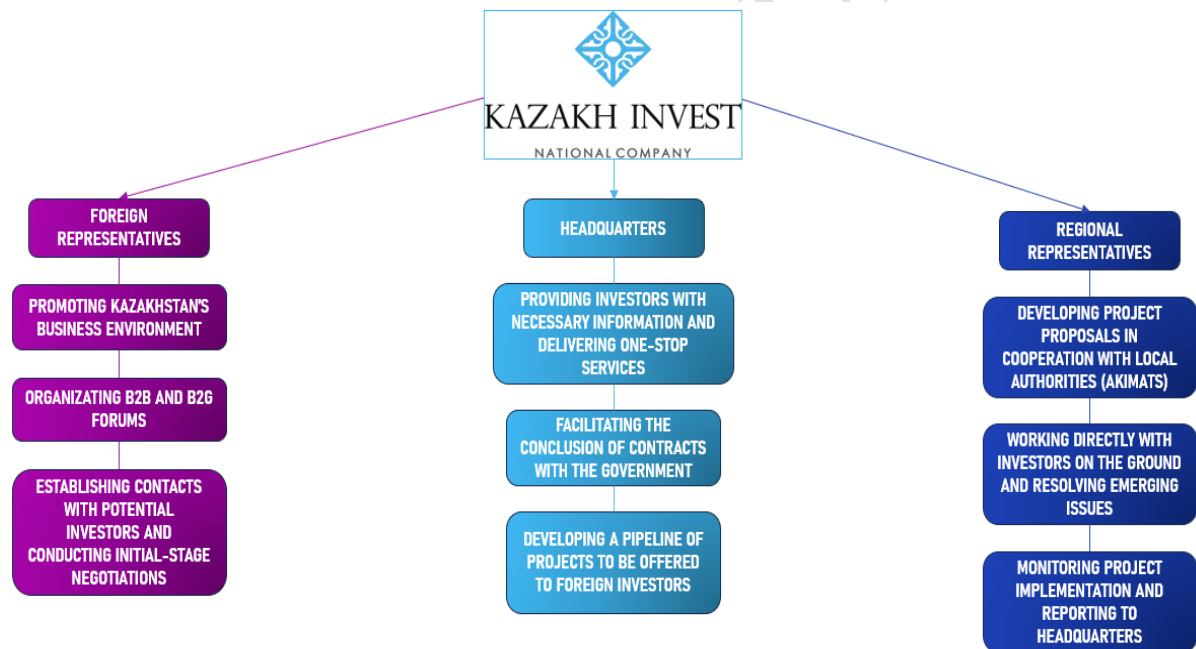 KAZAKH INVEST
NATIONAL COMPANY
FOREIGN
REPRESENTATIVES
PROMOTING KAZAKHSTAN'S
BUSINESS ENVIRONMENT
ORGANIZATING B2B AND B2G
FORUMS
ESTABLISHING CONTACTS
WITH POTENTIAL
INVESTORS AND
CONDUCTING INITIAL-STAGE
NEGOTIATIONS
HEADQUARTERS
PROVIDING INVESTORS WITH
NECESSARY INFORMATION AND
DELIVERING ONE-STOP
SERVICES
FACILITATING THE
CONCLUSION OF CONTRACTS
WITH THE GOVERNMENT
DEVELOPING A PIPELINE OF
PROJECTS TO BE OFFERED
TO FOREIGN INVESTORS
REGIONAL
REPRESENTATIVES
DEVELOPING PROJECT
PROPOSALS IN
COOPERATION WITH LOCAL
AUTHORITIES (AKIMATS)
WORKING DIRECTLY WITH
INVESTORS ON THE GROUND
AND RESOLVING EMERGING
ISSUES
MONITORING PROJECT
IMPLEMENTATION AND
REPORTING TO
HEADQUARTERS